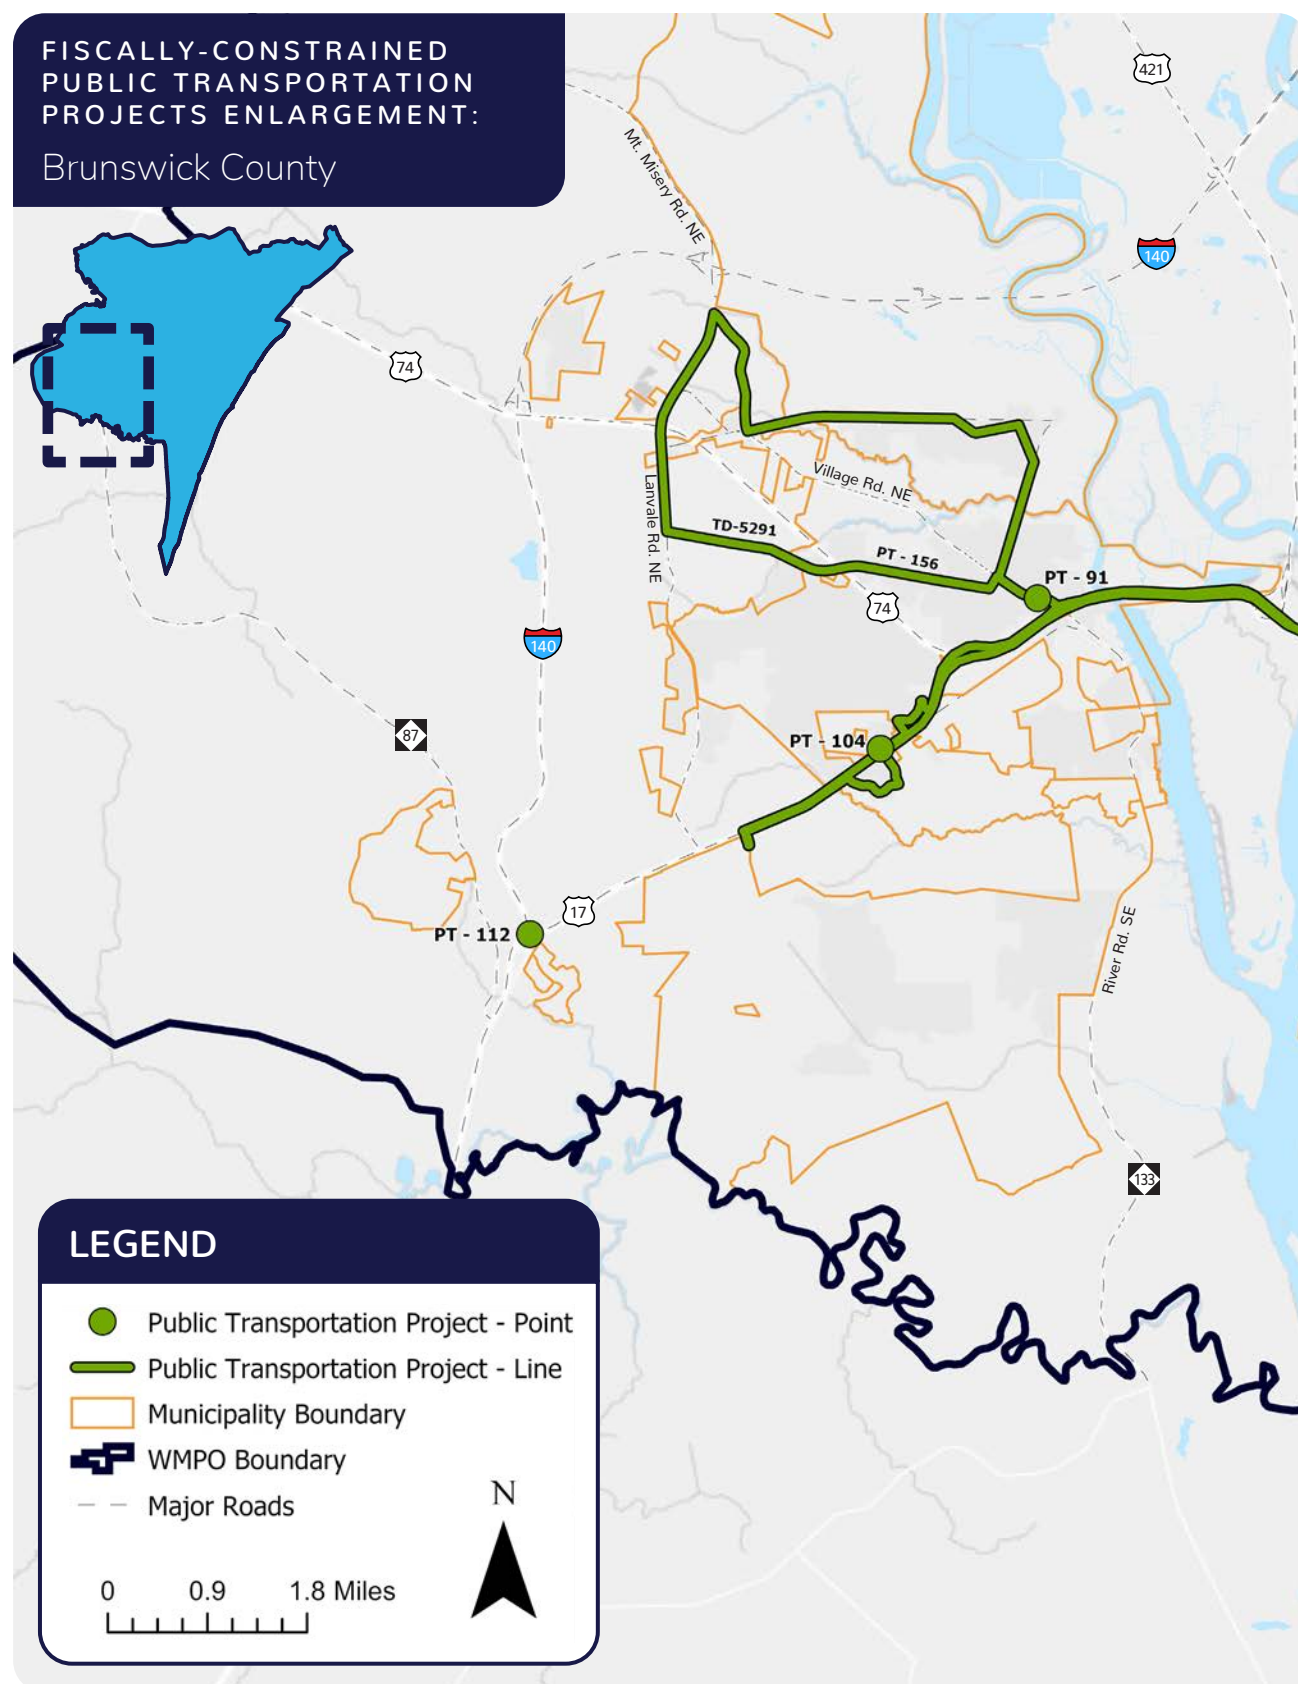 FISCALLY-CONSTRAINED
PUBLIC TRANSPORTATION
PROJECTS ENLARGEMENT:
Brunswick County
421
Mt. Misery Rd. NE
140
74
Village Rd. NE
Lanvale Rd. NE
TD-5291
PT - 156
PT - 91
74
140
87
PT - 104
17
PT - 112
River Rd. SE
133
LEGEND
Public Transportation Project - Point
Public Transportation Project - Line
Municipality Boundary
WMPO Boundary
Major Roads
N
0 0.9 1.8 Miles